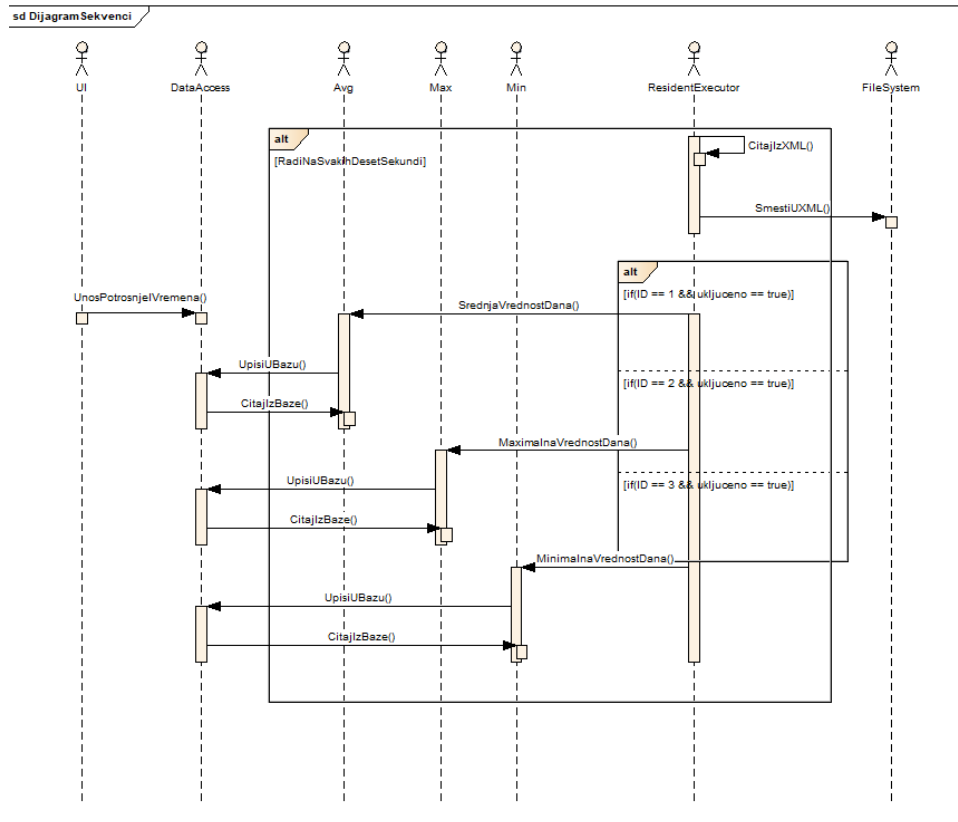 sd DijagramSekvenci
UI
DataAccess
Avg
Max
Min
ResidentExecutor
FileSystem
alt
CitajIzXML()
[RadiNaSvakihDesetSekundi]
SmestiUXML()
alt
[if(ID == 1 && ukljuceno == true)]
UnosPotrosnjeIVremena()
SrednjaVrednostDana()
UpisiUBazu()
[if(ID == 2 && ukljuceno == true)]
CitajIzBaze()
MaximalnaVrednostDana()
UpisiUBazu()
[if(ID == 3 && ukljuceno == true)]
CitajIzBaze()
MinimalnaVrednostDana()
UpisiUBazu()
CitajIzBaze()